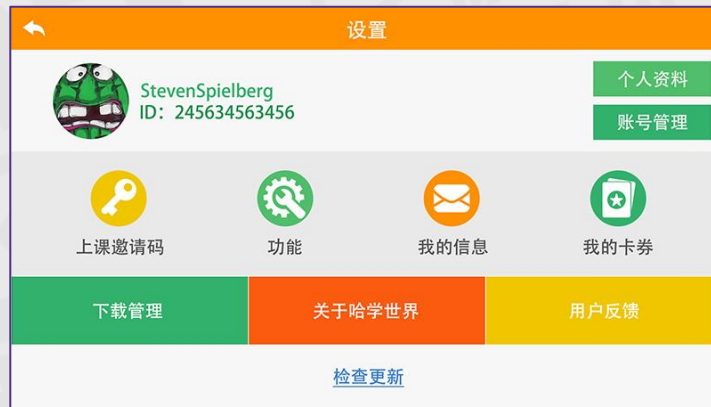 设置
StevenSpielberg
ID: 245634563456
个人资料
账号管理
上课邀请码
功能
我的信息
我的卡券
下载管理
关于哈学世界
用户反馈
检查更新